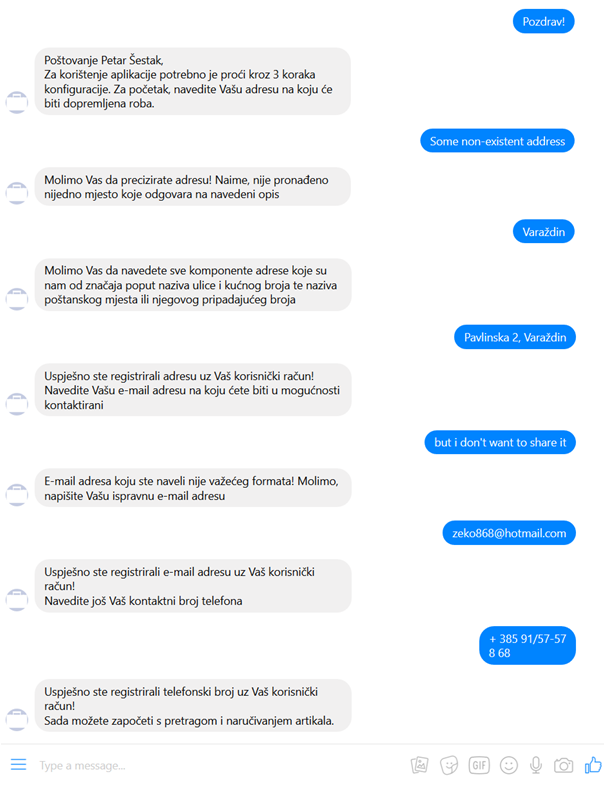 Pozdrav!
Poštovanje Petar Šestak,
Za korištenje aplikacije potrebno je proći kroz 3 koraka
konfiguracije. Za početak, navedite Vašu adresu na koju će
biti dopremljena roba.
Some non-existent address
Molimo Vas da precizirate adresu! Naime, nije pronađeno
nijedno mjesto koje odgovara na navedeni opis
Varaždin
Molimo Vas da navedete sve komponente adrese koje su
nam od značaja poput naziva ulice i kućnog broja te naziva
poštanskog mjesta ili njegovog pripadajućeg broja
Pavlinska 2, Varaždin
Uspješno ste registrirali adresu uz Vaš korisnički račun!
Navedite Vašu e-mail adresu na koju ćete biti u mogućnosti
kontaktirani
but i don't want to share it
E-mail adresa koju ste naveli nije važećeg formata! Molimo,
napišite Vašu ispravnu e-mail adresu
zeko868@hotmail.com
Uspješno ste registrirali e-mail adresu uz Vaš korisnički
račun!
Navedite još Vaš kontaktni broj telefona
+ 385 91/57-57
8 68
Uspješno ste registrirali telefonski broj uz Vaš korisnički
račun!
Sada možete započeti s pretragom i naručivanjem artikala.
Type a message...
GIF